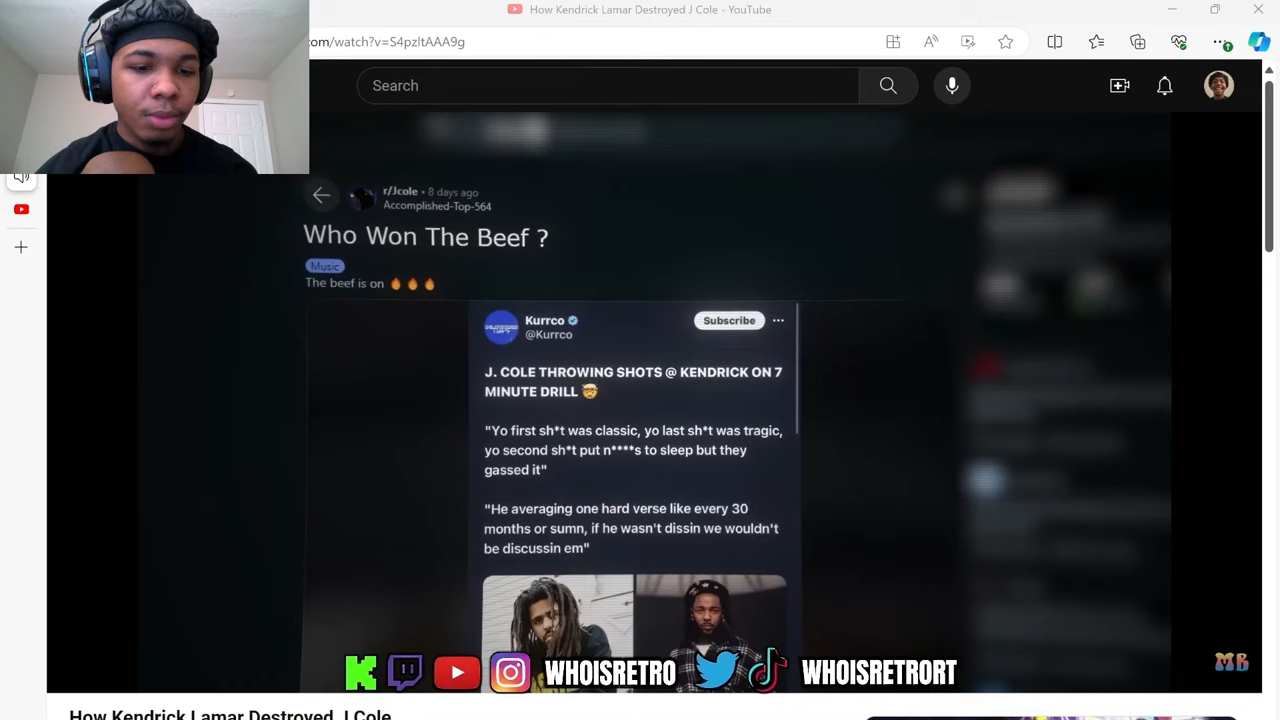 How Kendrick Lamar Destroyed J Cole - YouTube
om/watch?v=S4pzltAAA9g
Search
r/Jcole • 8 days ago
Accomplished-Top-564
Who Won The Beef ?
Music
The beef is on 🔥 🔥 🔥
Kurrco
@Kurrco
Subscribe
J. COLE THROWING SHOTS @ KENDRICK ON 7
MINUTE DRILL 🤯
"Yo first sh*t was classic, yo last sh*t was tragic,
yo second sh*t put n****s to sleep but they
gassed it"
"He averaging one hard verse like every 30
months or sumn, if he wasn't dissin we wouldn't
be discussin em"
WHOISRETRO
WHOISRETRORT
MB
How Kendrick Lamar Destroyed J Cole